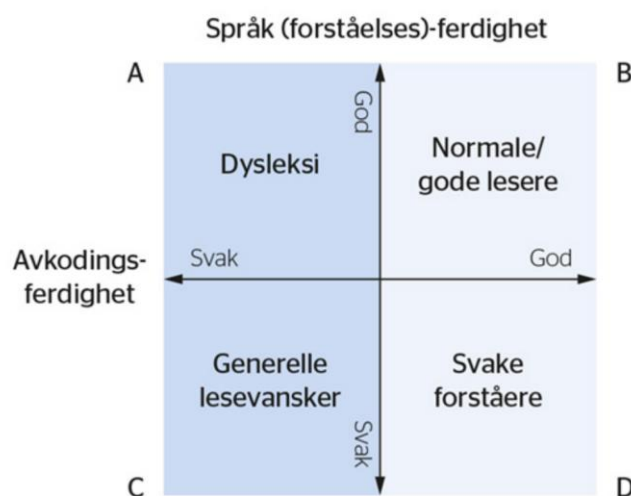 Språk (forståelses)-ferdighet
A
B
God
Dysleksi
Normale/
gode lesere
Avkodings-
ferdighet
Svak
God
Generelle
lesevansker
Svake
forståere
Svak
C
D